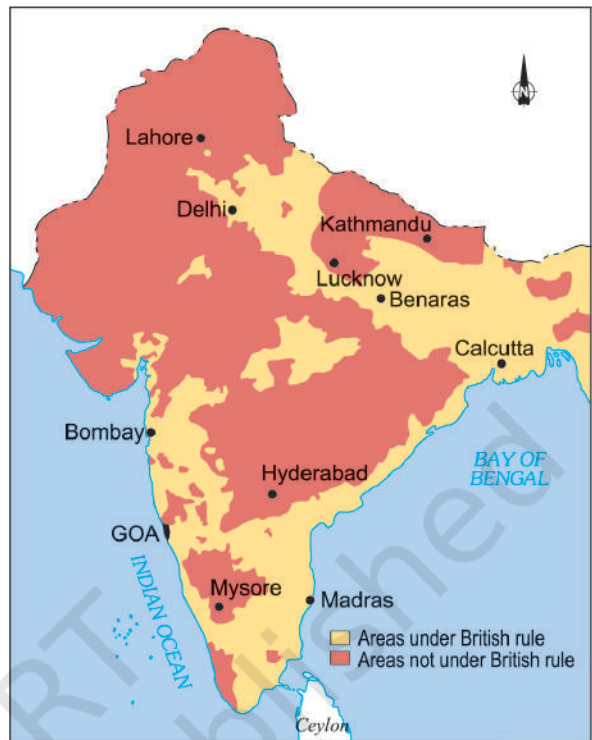 N
Lahore
Delhi
Kathmandu
Lucknow
Benaras
Calcutta
Bombay
Hyderabad
BAY OF
BENGAL
GOA
INDIAN OCEAN
Mysore
Madras
Areas under British rule
Areas not under British rule
Ceylon